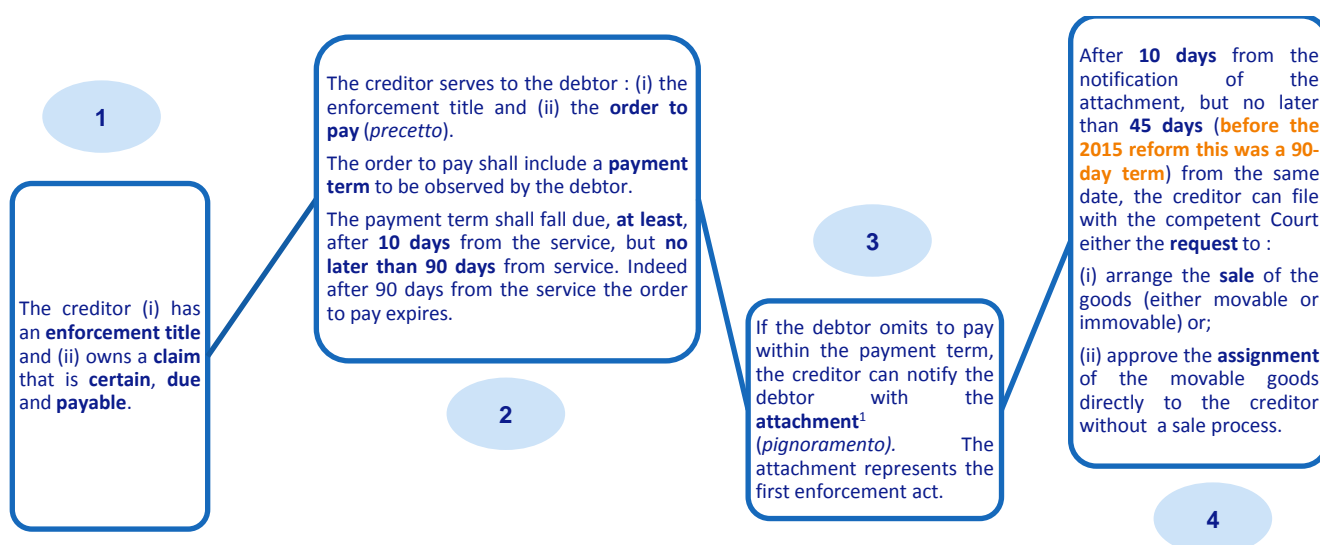 1
The creditor (i) has
an enforcement title
and (ii) owns a claim
that is certain, due
and payable.
The creditor serves to the debtor : (i) the
enforcement title and (ii) the order to
pay (precetto).
The order to pay shall include a payment
term to be observed by the debtor.
The payment term shall fall due, at least,
after 10 days from the service, but no
later than 90 days from service. Indeed
after 90 days from the service the order
to pay expires.
2
3
If the debtor omits to pay
within the payment term,
the creditor can notify the
debtor with the
attachment1
(pignoramento). The
attachment represents the
first enforcement act.
After 10 days from the
notification of the
attachment, but no later
than 45 days (before the
2015 reform this was a 90-
day term) from the same
date, the creditor can file
with the competent Court
either the request to :
(i) arrange the sale of the
goods (either movable or
immovable) or;
(ii) approve the assignment
of the movable goods
directly to the creditor
without a sale process.
4